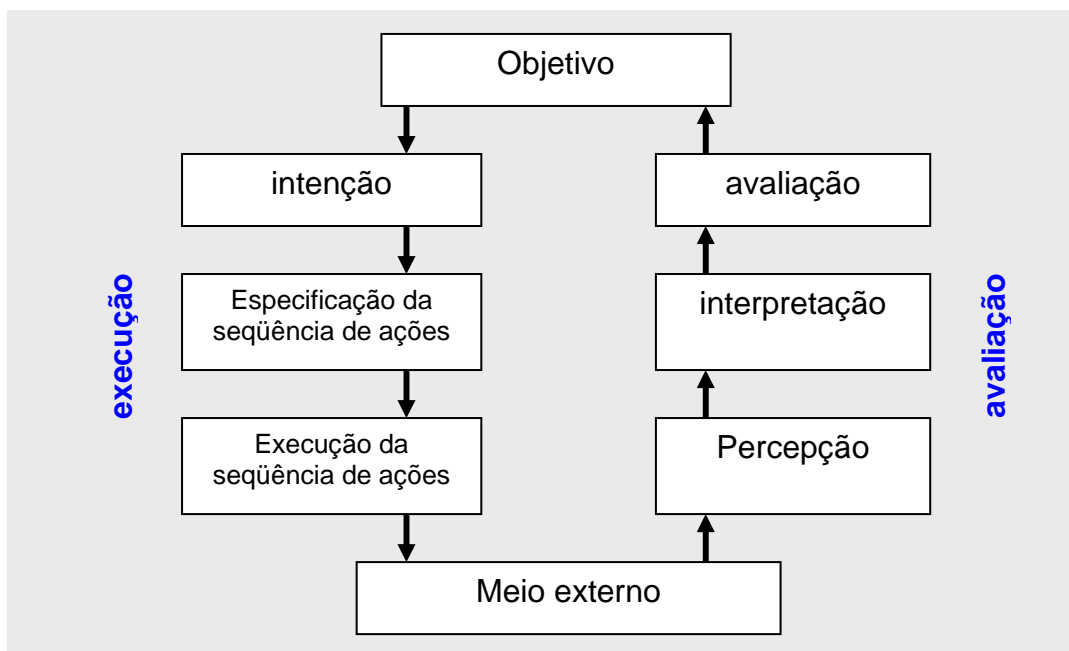 Objetivo
intenção
avaliação
execução
Especificação da
seqüência de ações
interpretação
avaliação
Execução da
seqüência de ações
Percepção
Meio externo